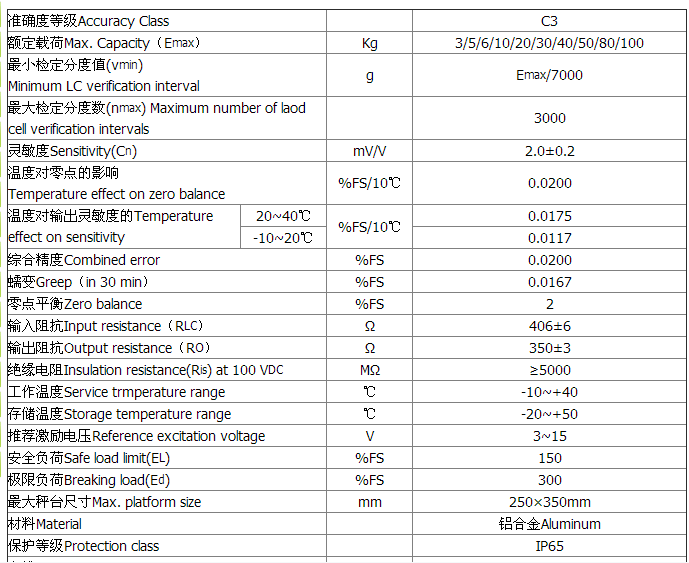 准确度等级Accuracy Class C3
额定载荷Max. Capacity（Emax） Kg 3/5/6/10/20/30/40/50/80/100
最小检定分度值(vmin)
Minimum LC verification interval g Emax/7000
最大检定分度数(nmax) Maximum number of laod
cell verification intervals 3000
灵敏度Sensitivity(Cn) mV/V 2.0±0.2
温度对零点的影响
Temperature effect on zero balance %FS/10℃ 0.0200
温度对输出灵敏度的Temperature 20~40℃ %FS/10℃ 0.0175
effect on sensitivity -10~20℃ 0.0117
综合精度Combined error %FS 0.0200
蠕变Greep（in 30 min） %FS 0.0167
零点平衡Zero balance %FS 2
输入阻抗Input resistance（RLC） Ω 406±6
输出阻抗Output resistance（RO） Ω 350±3
绝缘电阻Insulation resistance(Ris) at 100 VDC MΩ ≥5000
工作温度Service trmperature range ℃ -10~+40
存储温度Storage temperature range ℃ -20~+50
推荐激励电压Reference excitation voltage V 3~15
安全负荷Safe load limit(EL) %FS 150
极限负荷Breaking load(Ed) %FS 300
最大秤台尺寸Max. platform size mm 250×350mm
材料Material 铝合金Aluminum
保护等级Protection class IP65